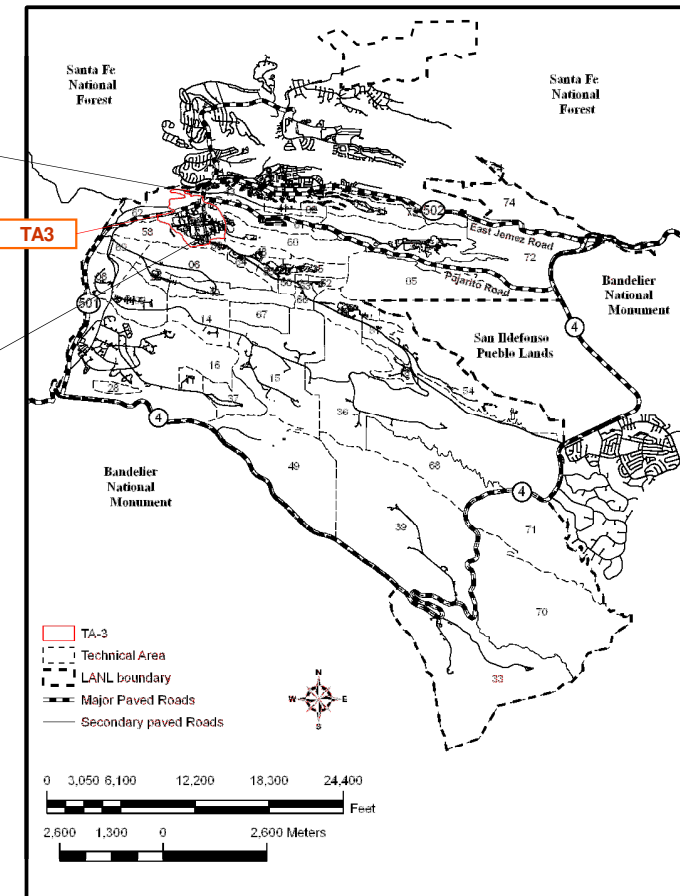 Santa Fe
National
Forest
Santa Fe
National
Forest
74
502
East Jemez Road
72
TA3
58
60
06
05
Pajarito Road
Bandelier
National
Monument
501
14
67
4
San Ildefonso
Pueblo Lands
16
15
54
28
37
36
4
Bandelier
National
Monument
49
68
4
39
71
70
33
TA-3
Technical Area
LANL boundary
Major Paved Roads
Secondary paved Roads
N
W E
S
0 3,050 6,100 12,200 18,300 24,400
Feet
2,600 1,300 0 2,600 Meters